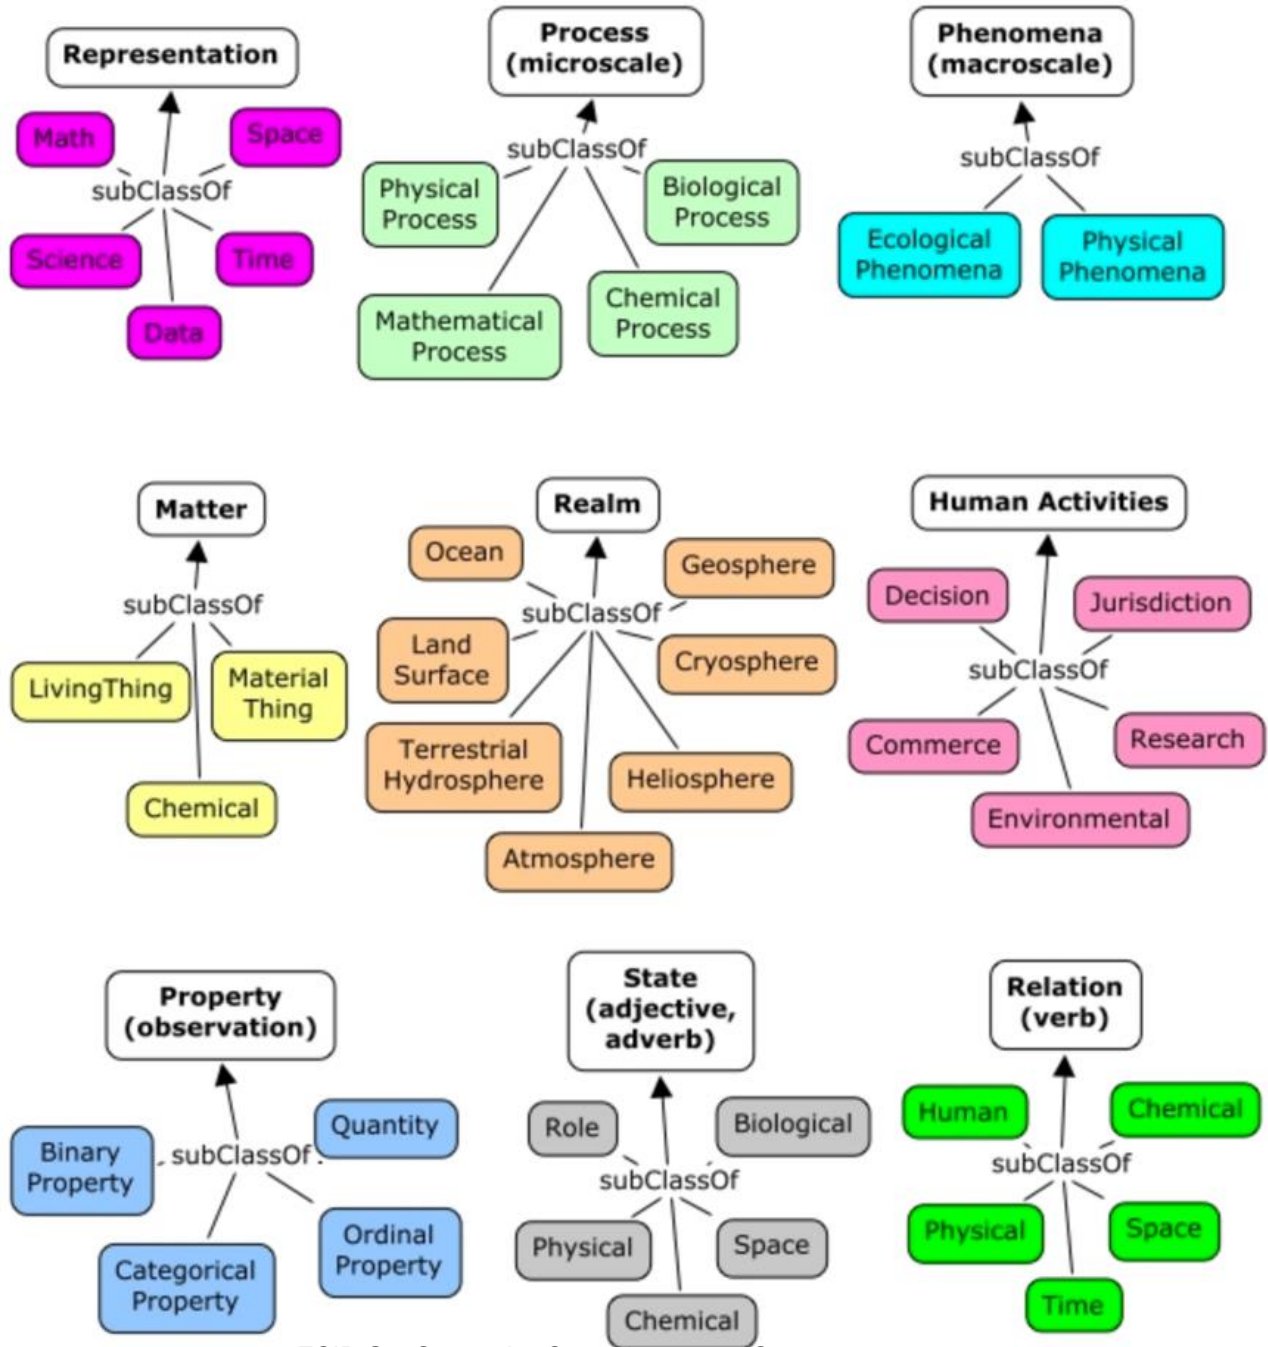 Representation
Math
Space
subClassOf
Science
Time
Data
Process
(microscale)
subClassOf
Physical
Process
Biological
Process
Mathematical
Process
Chemical
Process
Phenomena
(macroscale)
subClassOf
Ecological
Phenomena
Physical
Phenomena
Matter
subClassOf
LivingThing
Material
Thing
Chemical
Realm
Ocean
Geosphere
subClassOf
Land
Surface
Cryosphere
Terrestrial
Hydrosphere
Heliosphere
Atmosphere
Human Activities
Decision
Jurisdiction
subClassOf
Commerce
Research
Environmental
Property
(observation)
Quantity
Binary
Property
subClassOf
Ordinal
Property
Categorical
Property
State
(adjective,
adverb)
Role
Biological
subClassOf
Physical
Space
Chemical
Relation
(verb)
Human
Chemical
subClassOf
Physical
Space
Time